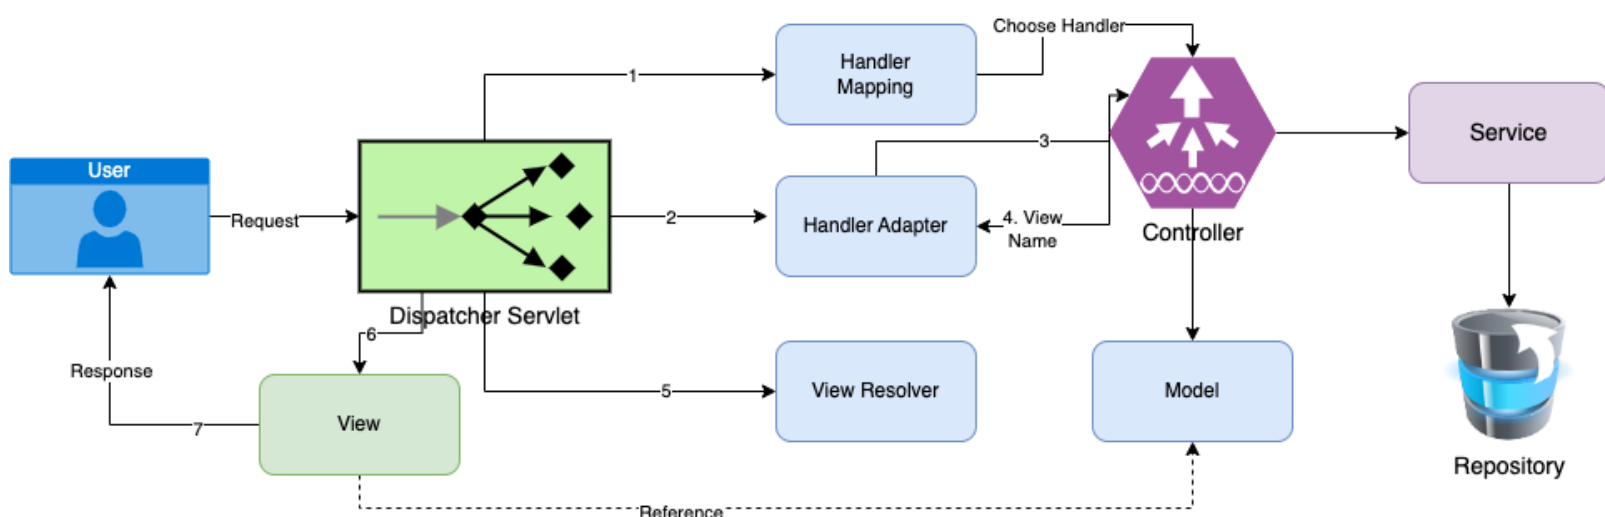 Choose Handler
Handler
Mapping
1
User
3
Service
Request
2
Handler Adapter
4. View
Name
Controller
Dispatcher Servlet
6
Response
5
View Resolver
Model
View
7
Repository
Reference